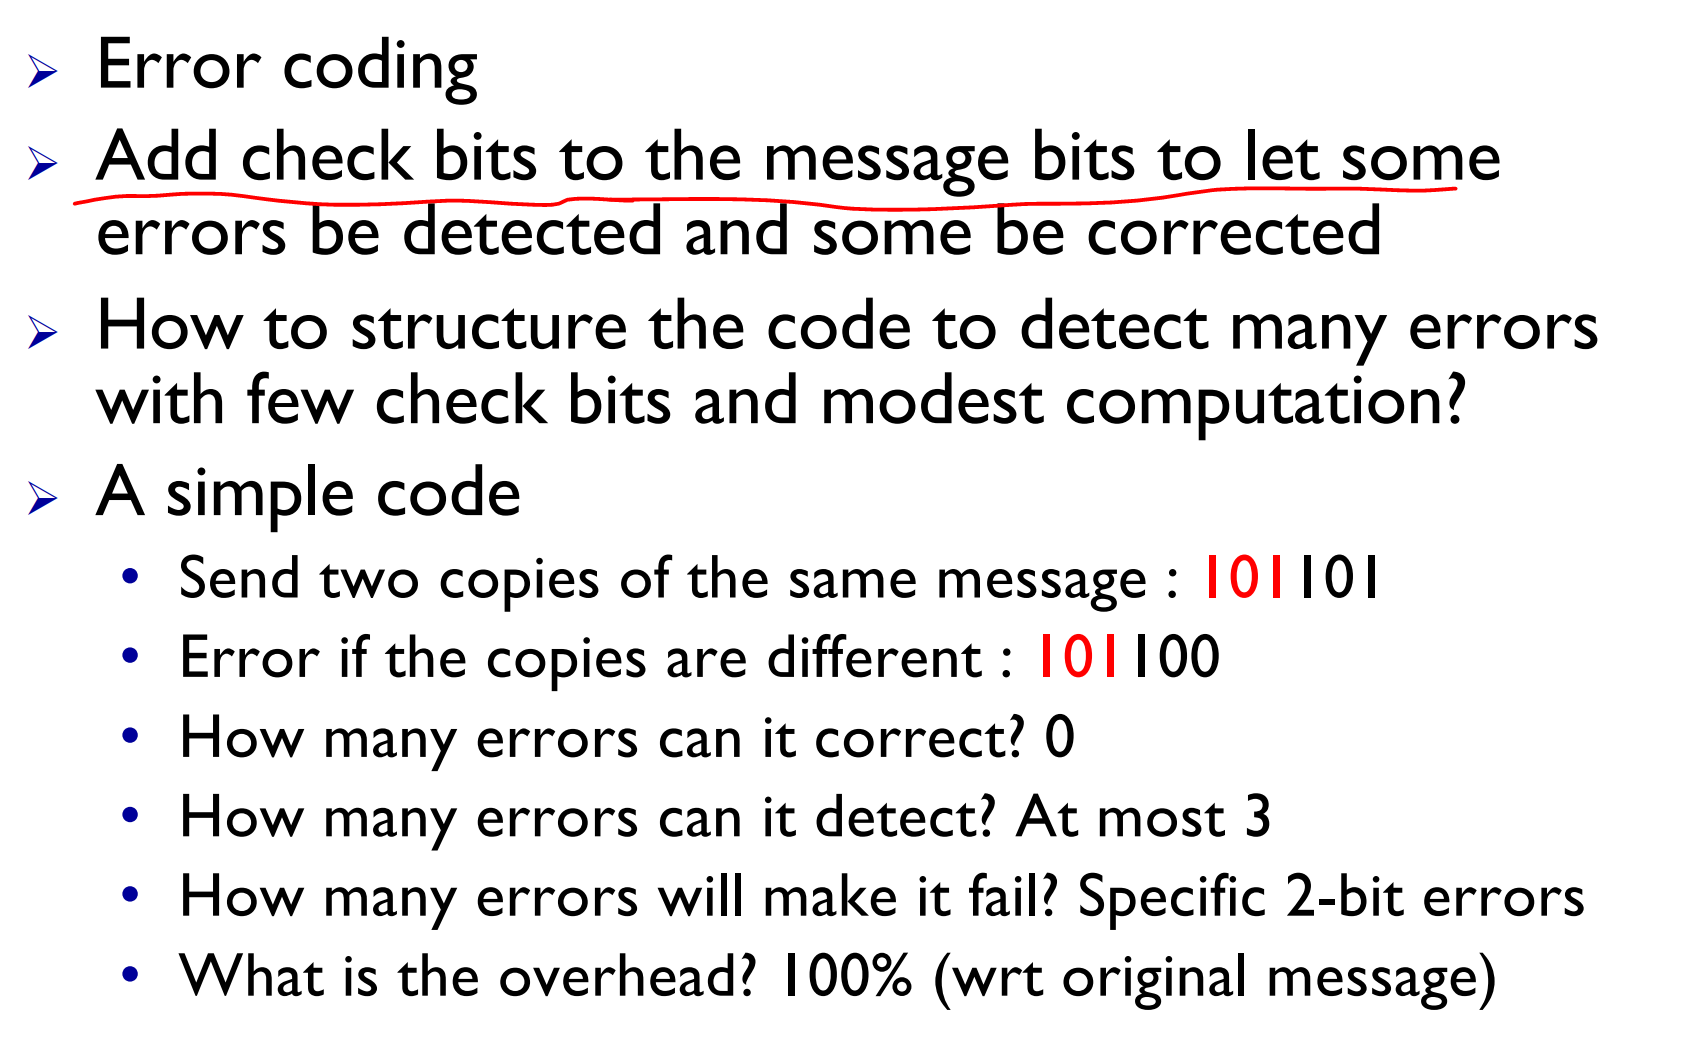 Error coding
Add check bits to the message bits to let some
errors be detected and some be corrected
How to structure the code to detect many errors
with few check bits and modest computation?
A simple code
Send two copies of the same message : 101101
Error if the copies are different : 101100
How many errors can it correct? 0
How many errors can it detect? At most 3
How many errors will make it fail? Specific 2-bit errors
What is the overhead? 100% (wrt original message)